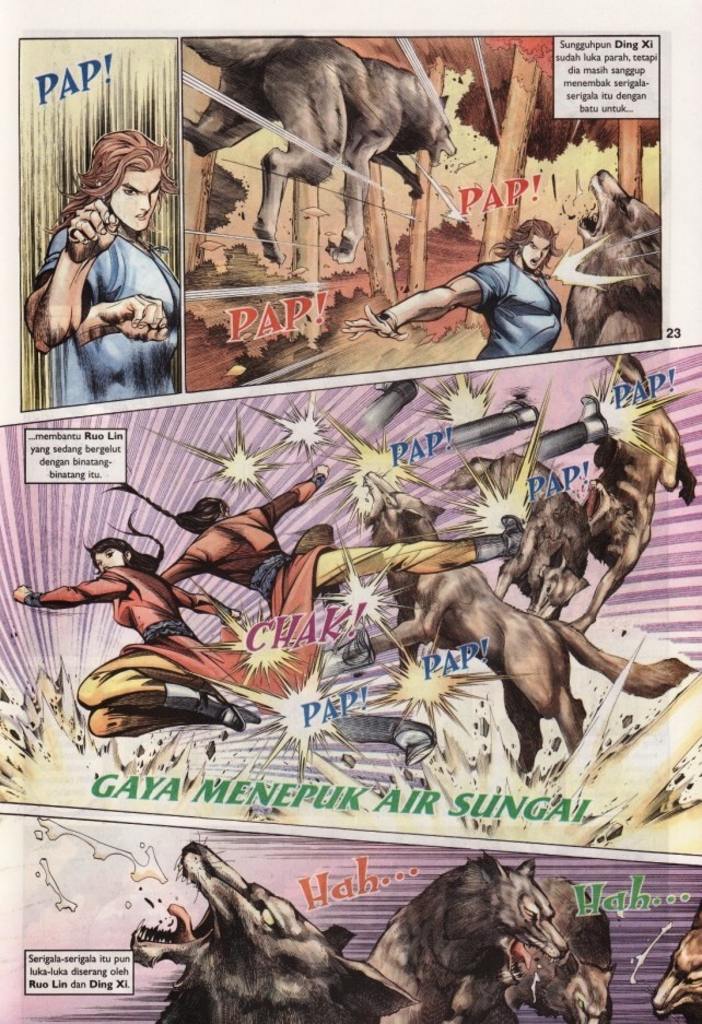 PAP!
Sungguhpun Ding Xi
sudah luka parah, tetapi
dia masih sanggup
menembak serigala-
serigala itu dengan
batu untuk...
PAP!
PAP!
23
...membantu Ruo Lin
yang sedang bergelut
dengan binatang-
binatang itu.
PAP!
PAP!
PAP!
CHAK!
PAP!
PAP!
GAYA MENEPUK AIR SUNGAI
Hah...
Hah...
Serigala-serigala itu pun
luka-luka diserang oleh
Ruo Lin dan Ding Xi.